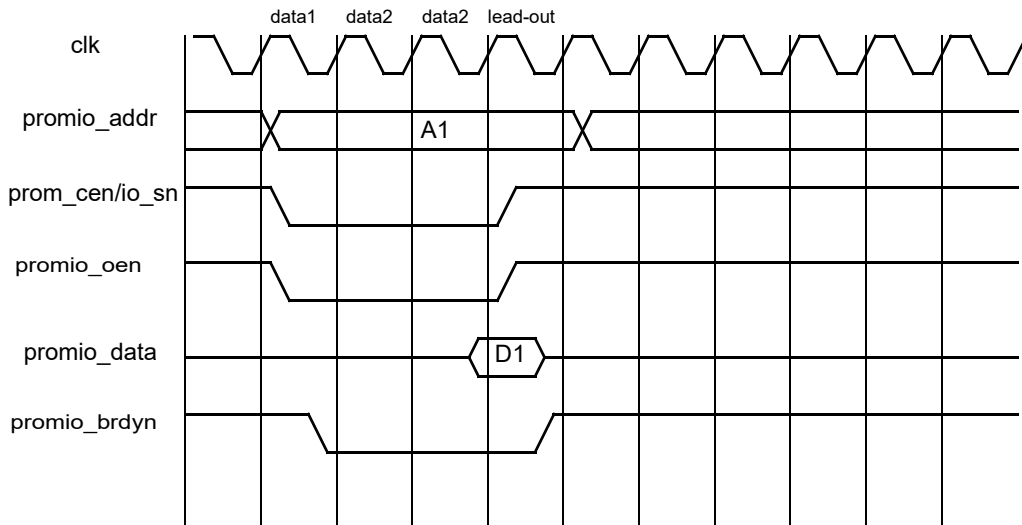 data1 data2 data2 lead-out
clk
promio_addr
A1
prom_cen/io_sn
promio_oen
promio_data
D1
promio_brdyn